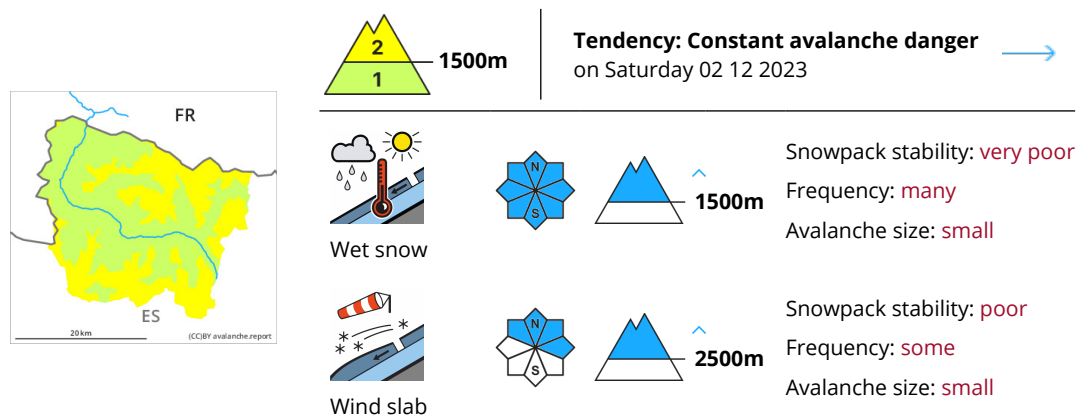 2
1
1500m
Tendency: Constant avalanche danger
on Saturday 02 12 2023
FR
ES
20 km
(CC)BY avalanche.report
Wet snow
N
S
1500m
Snowpack stability: very poor
Frequency: many
Avalanche size: small
Wind slab
N
S
2500m
Snowpack stability: poor
Frequency: some
Avalanche size: small